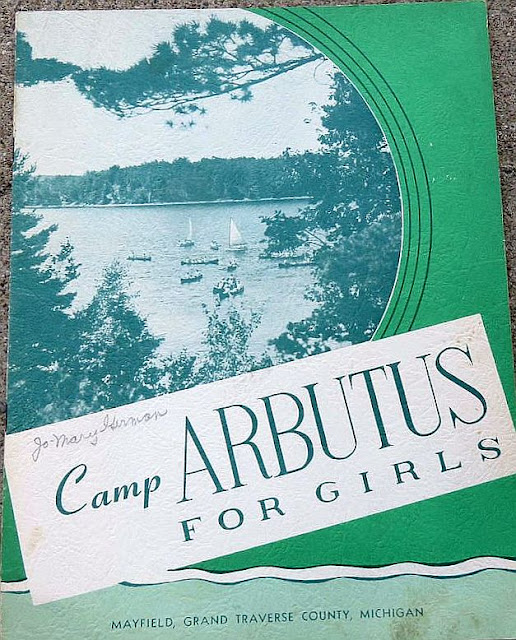 Jo-Mary Herman
Camp ARBUTUS
FOR GIRLS
MAYFIELD, GRAND TRAVERSE COUNTY, MICHIGAN